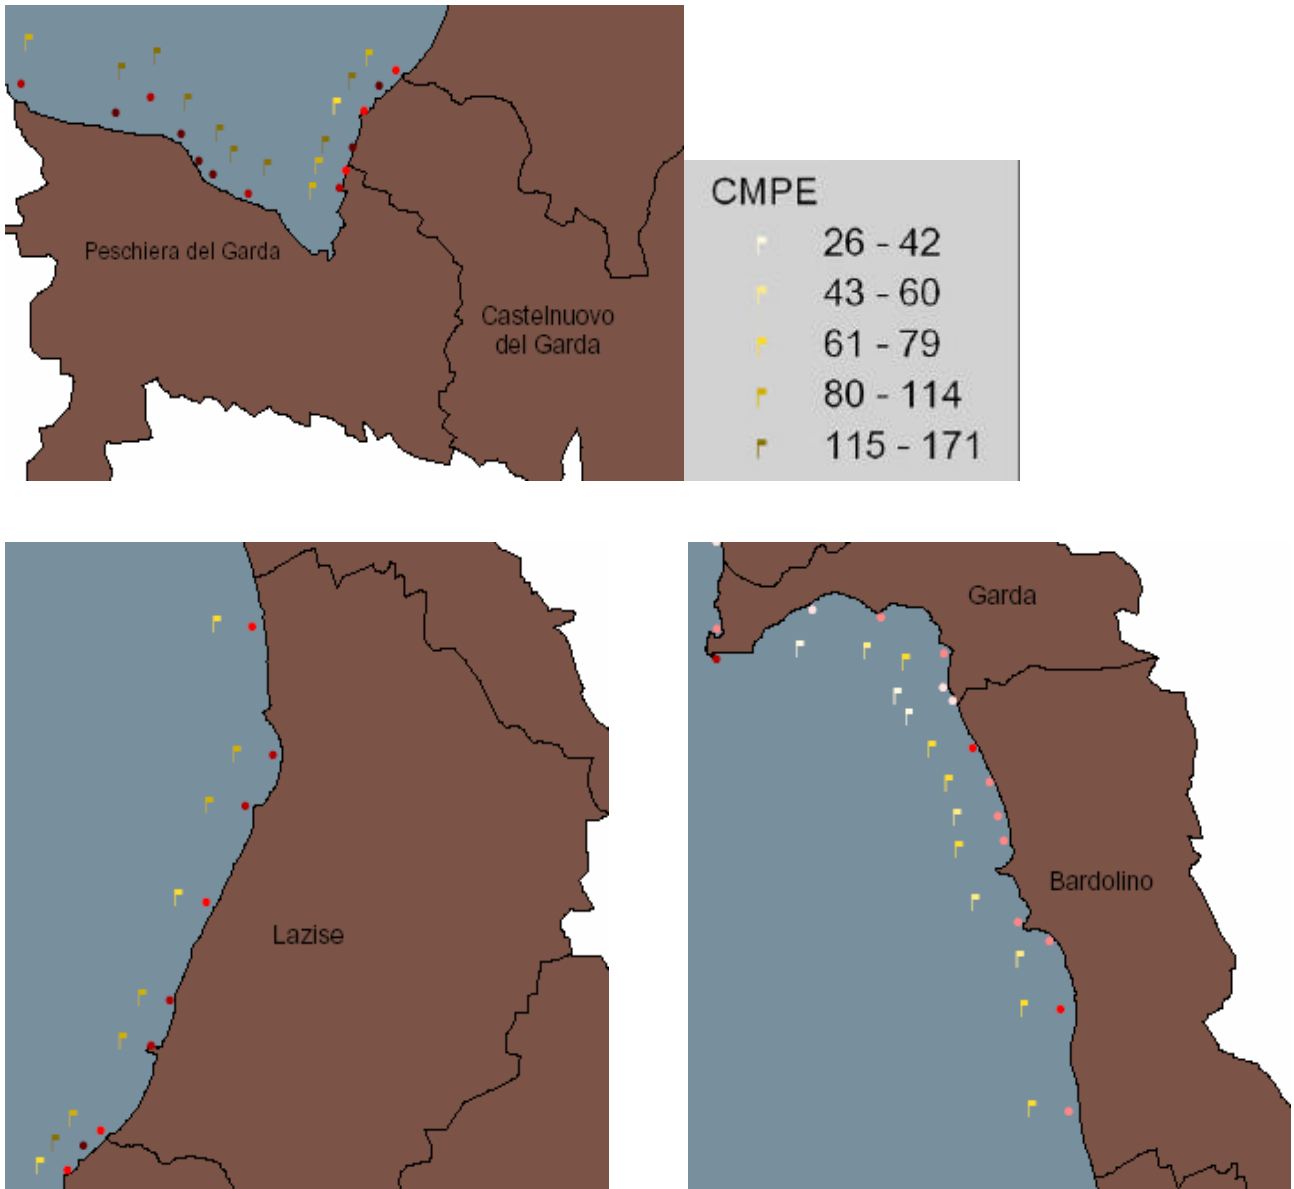 Peschiera del Garda
Castelnuovo
del Garda
CMPE
26 - 42
43 - 60
61 - 79
80 - 114
115 - 171
Lazise
Garda
Bardolino